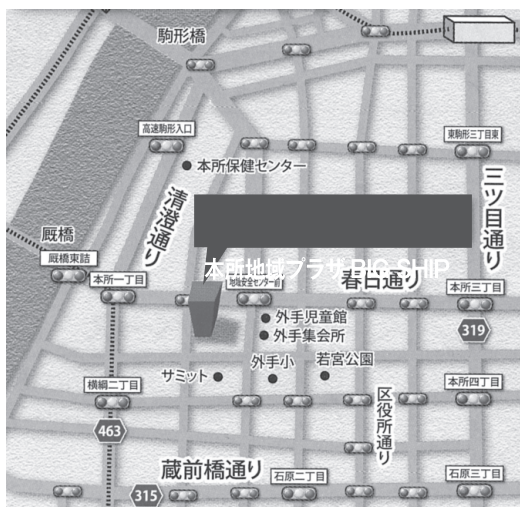 駒形橋
高速駒形入口
東駒形三丁目東
本所保健センター
清澄通り
三ツ目通り
厩橋
厩橋東詰
本所地域プラザ BIG SHIP
本所一丁目
地域安全センター前
春日通り
本所三丁目
外手児童館
319
外手集会所
サミット
外手小
若宮公園
横網二丁目
本所四丁目
区役所通り
463
蔵前橋通り
石原二丁目
石原三丁目
315